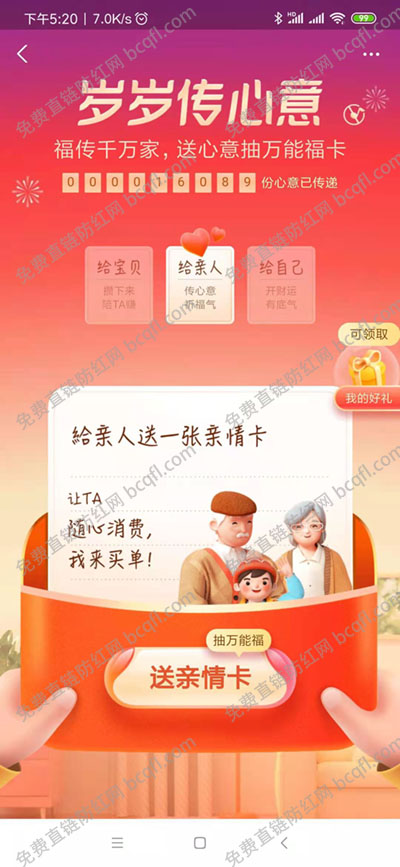 下午5:20 | 7.0K/s
HD
99
岁岁传心意
福传千万家，送心意抽万能福卡
份心意已传递
给宝贝
攒下来
陪TA赚
给亲人
传心意
祈福气
给自己
开财运
有底气
可领取
我的好礼
給亲人送一张亲情卡
让TA
随心消费，
我来买单！
抽万能福
送亲情卡
免费直链防红网 bcqfl.com